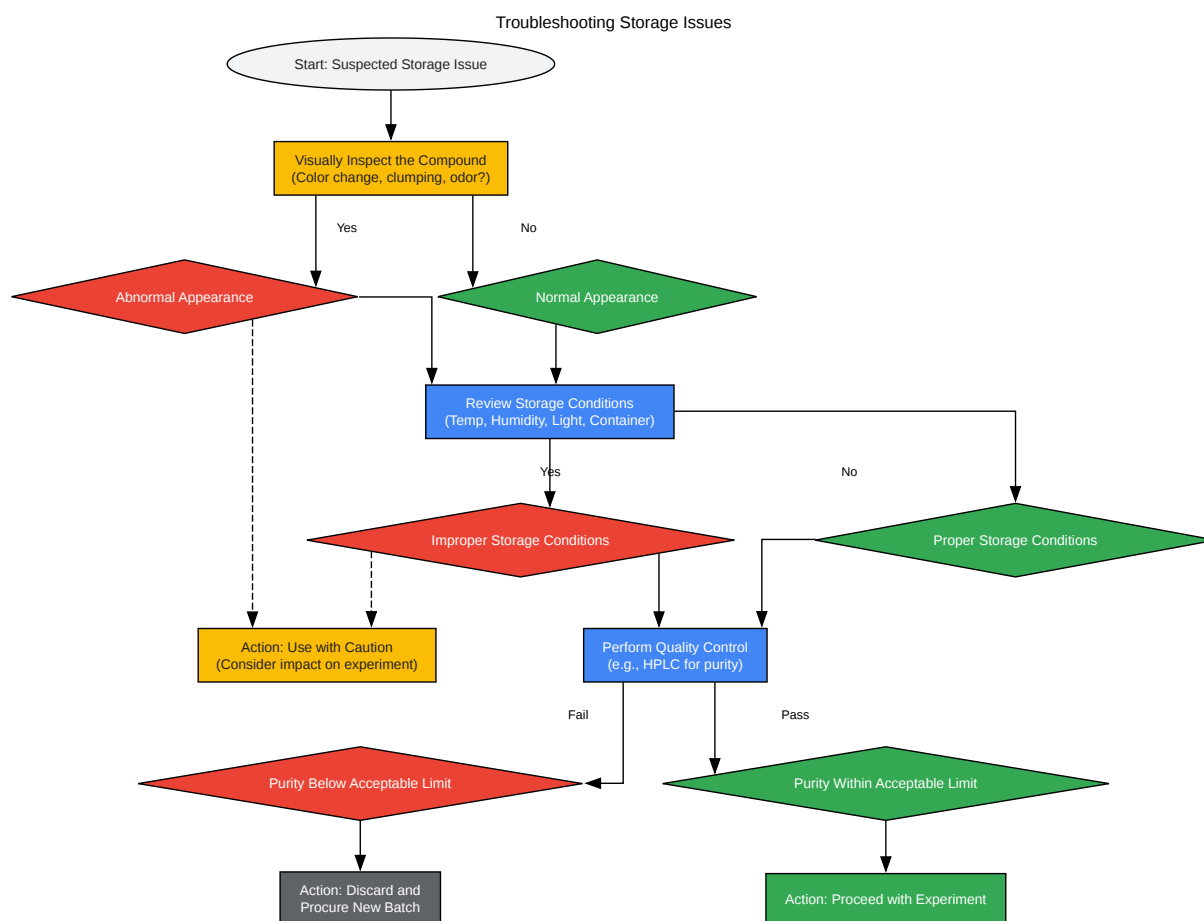 Troubleshooting Storage Issues
Start: Suspected Storage Issue
Visually Inspect the Compound
(Color change, clumping, odor?)
Yes
No
Abnormal Appearance
Normal Appearance
Review Storage Conditions
(Temp, Humidity, Light, Container)
Yes
No
Improper Storage Conditions
Proper Storage Conditions
Action: Use with Caution
(Consider impact on experiment)
Perform Quality Control
(e.g., HPLC for purity)
Fail
Pass
Purity Below Acceptable Limit
Purity Within Acceptable Limit
Action: Discard and
Procure New Batch
Action: Proceed with Experiment